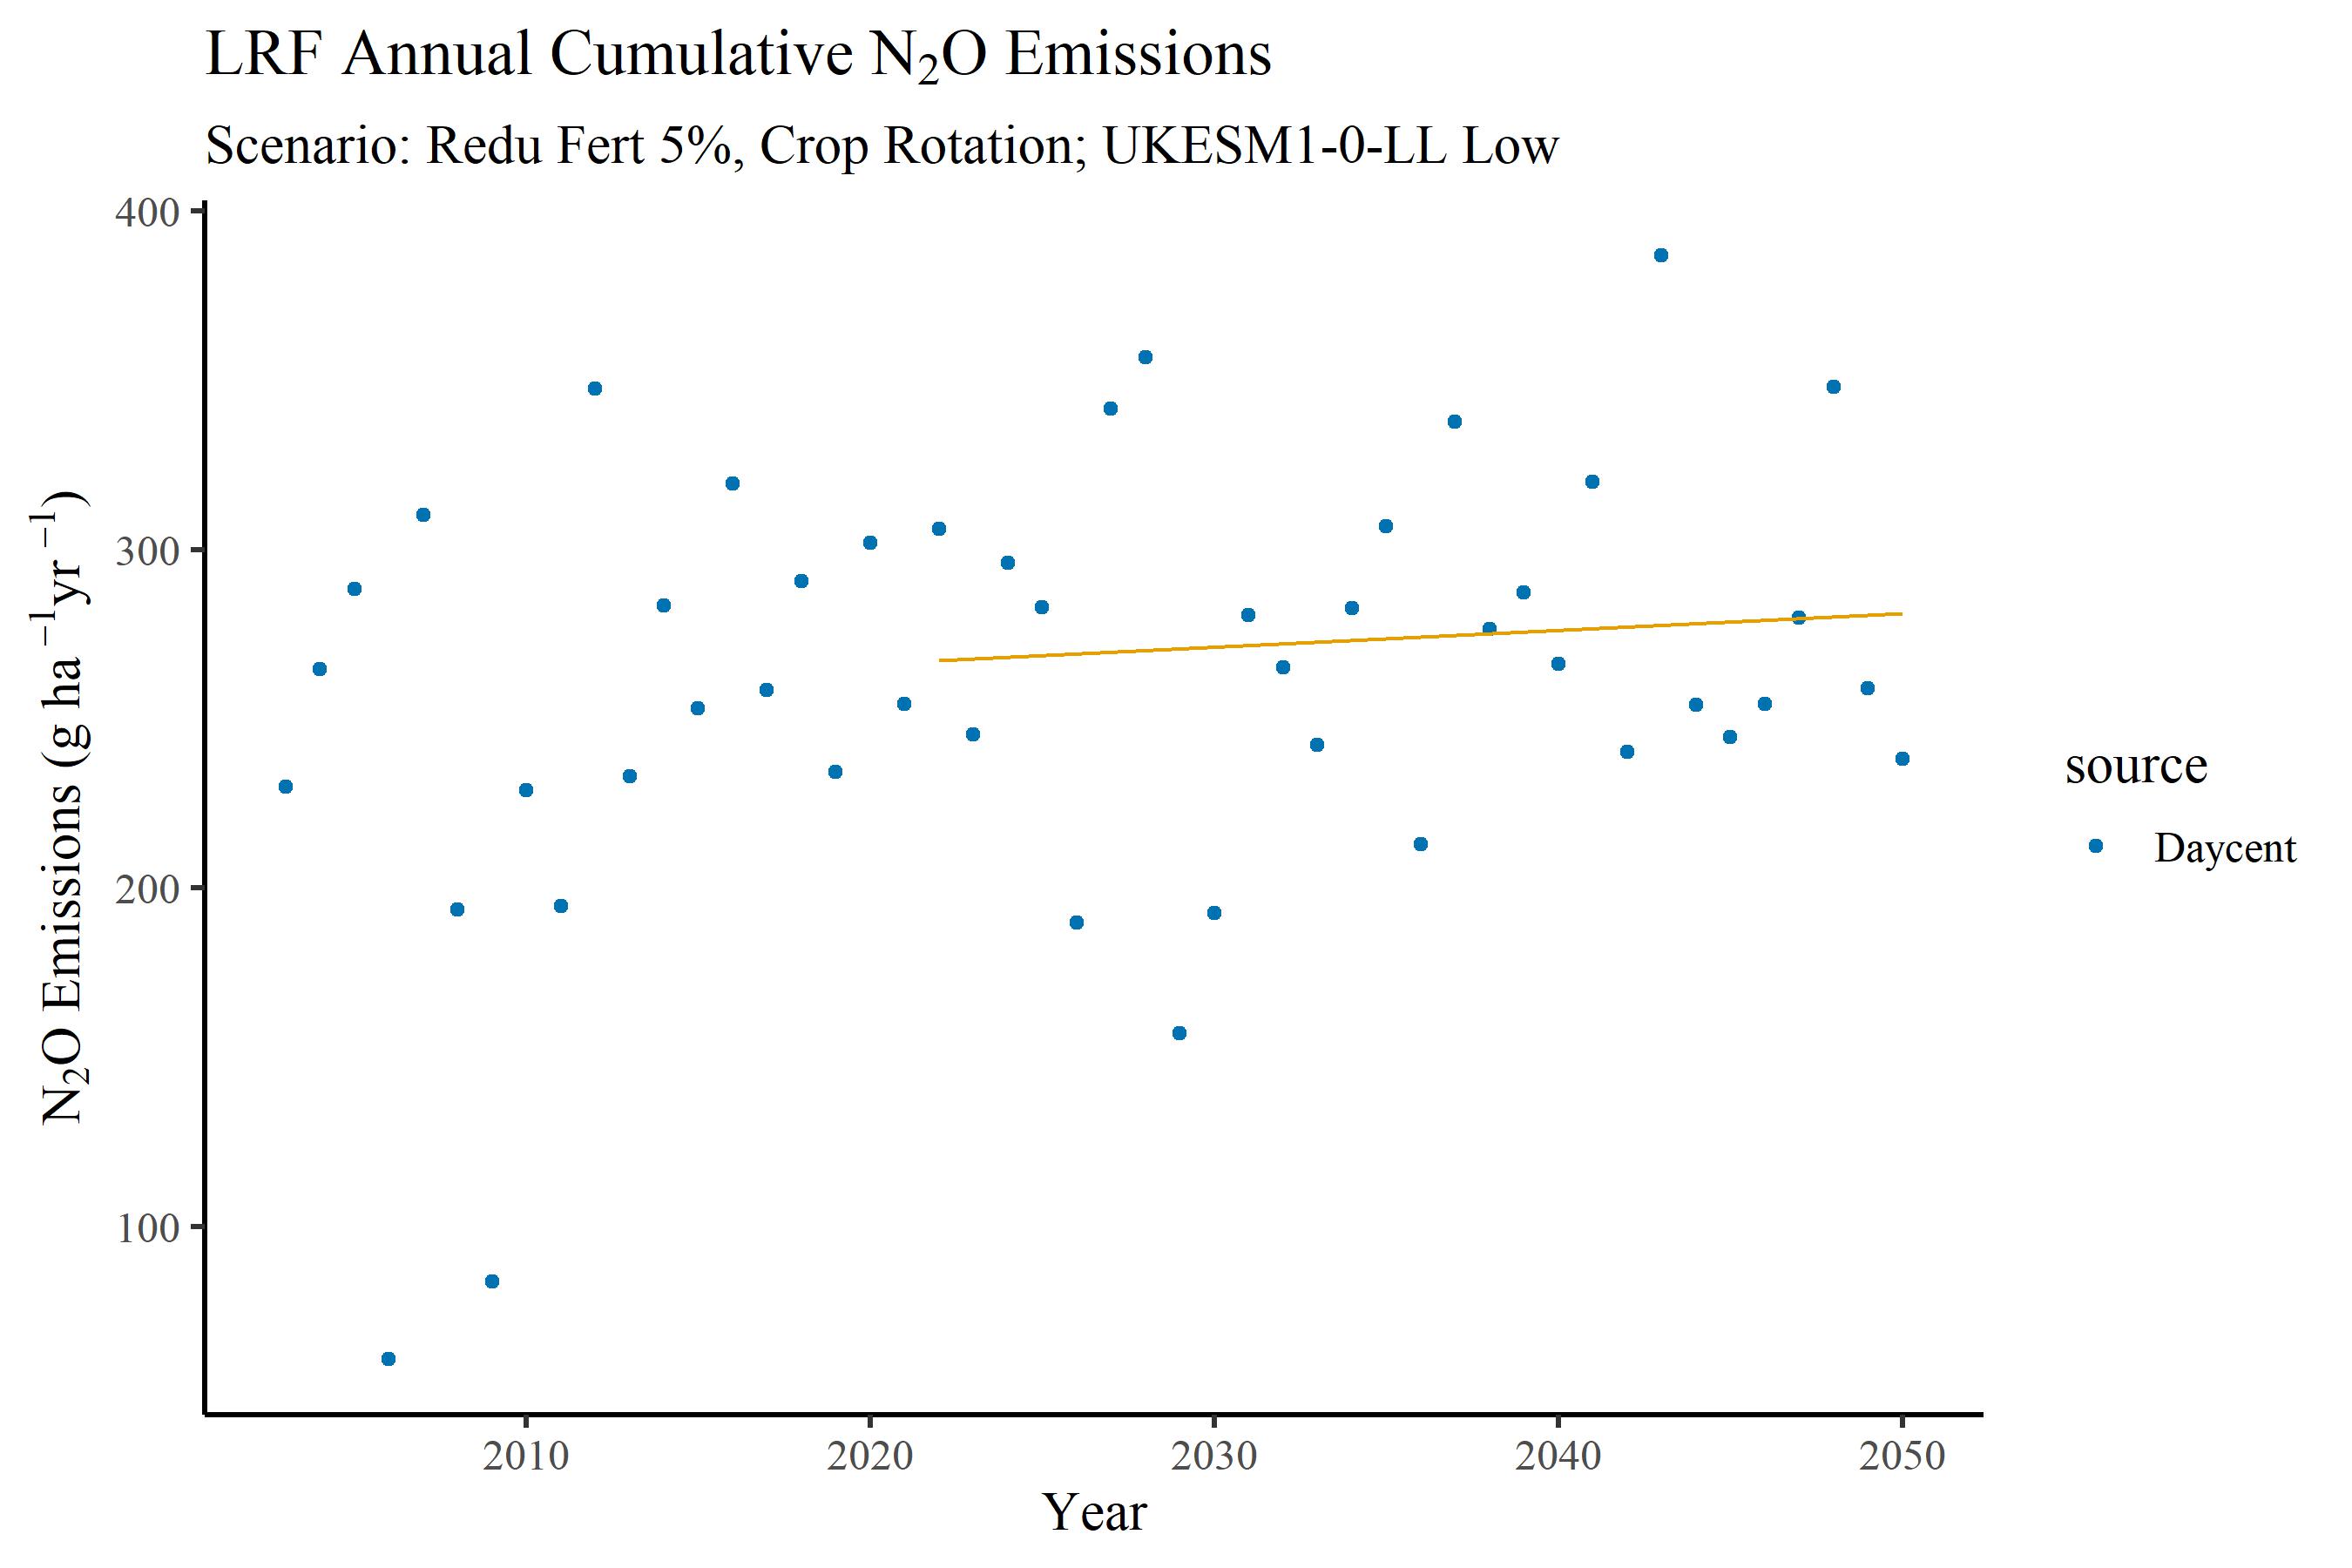 LRF Annual Cumulative N₂O Emissions
Scenario: Redu Fert 5%, Crop Rotation; UKESM1-0-LL Low
N₂O Emissions (g ha ⁻¹yr ⁻¹)
400
300
200
100
2010 2020 2030 2040 2050
Year
source
Daycent